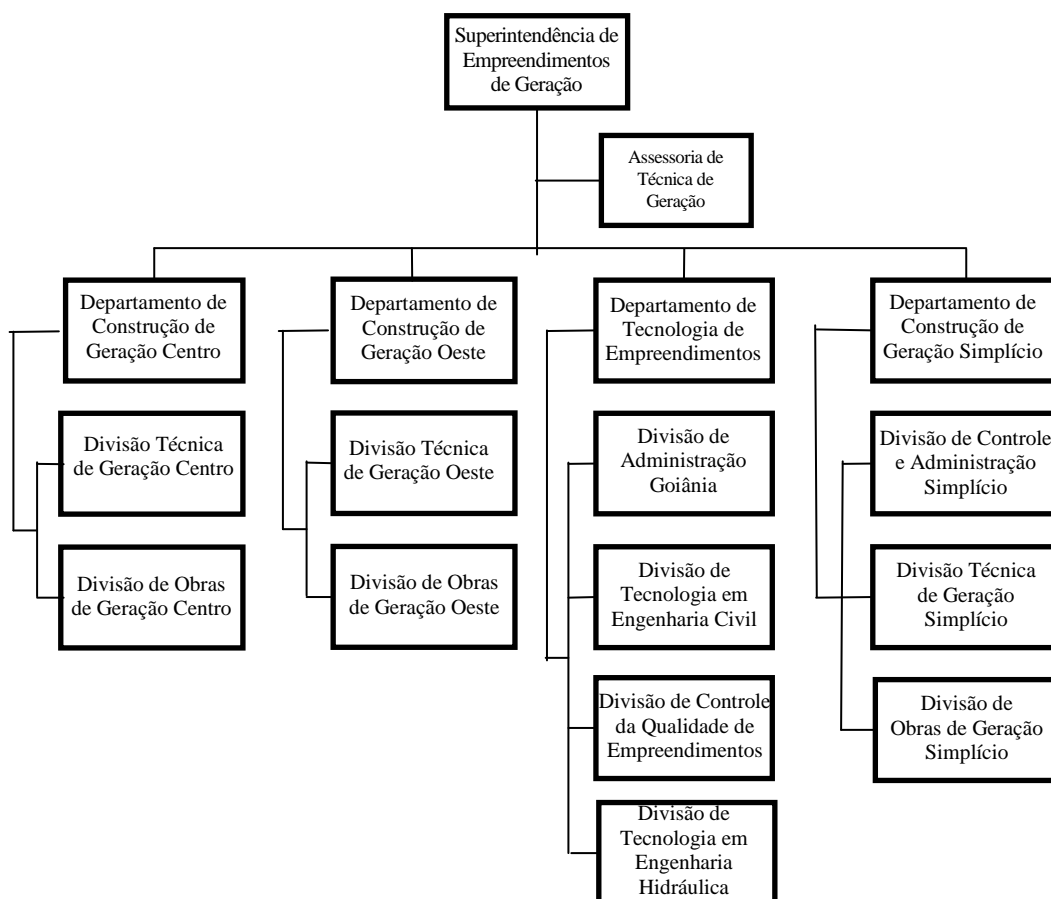 Superintendência de
Empreendimentos
de Geração
Assessoria de
Técnica de
Geração
Departamento de
Construção de
Geração Centro
Departamento de
Construção de
Geração Oeste
Departamento de
Tecnologia de
Empreendimentos
Departamento de
Construção de
Geração Simplício
Divisão Técnica
de Geração Centro
Divisão Técnica
de Geração Oeste
Divisão de
Administração
Goiânia
Divisão de Controle
e Administração
Simplício
Divisão de Obras
de Geração Centro
Divisão de Obras
de Geração Oeste
Divisão de
Tecnologia em
Engenharia Civil
Divisão Técnica
de Geração
Simplício
Divisão de Controle
da Qualidade de
Empreendimentos
Divisão de
Obras de Geração
Simplício
Divisão de
Tecnologia em
Engenharia
Hidráulica